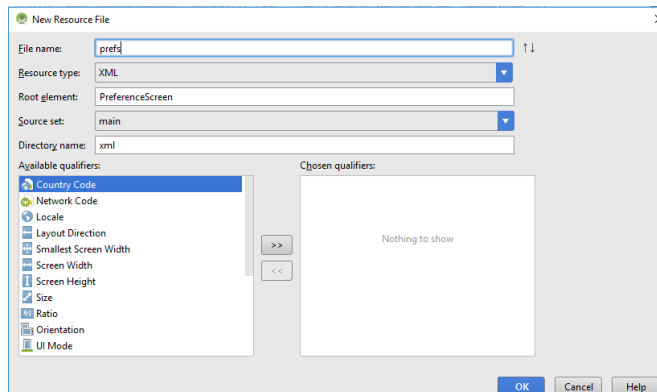 New Resource File
File name: prefs
Resource type: XML
Root element: PreferenceScreen
Source set: main
Directory name: xml
Available qualifiers:
Chosen qualifiers:
Country Code
Network Code
Locale
Layout Direction
Smallest Screen Width
Screen Width
Screen Height
Size
Ratio
Orientation
UI Mode
>>
<<
Nothing to show
OK Cancel Help